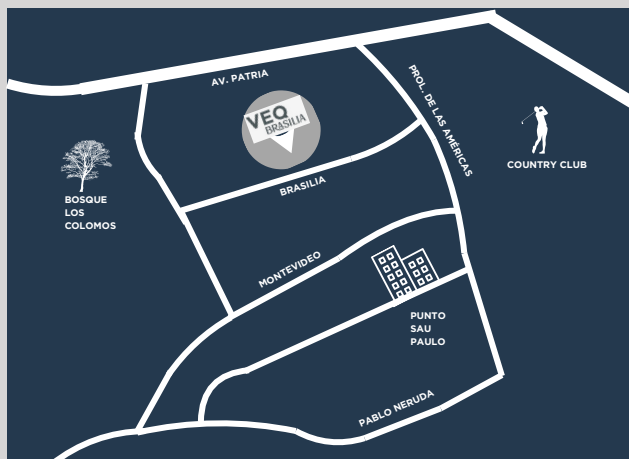 AV. PATRIA
PROL. DE LAS AMÉRICAS
VEQ
BRASILIA
COUNTRY CLUB
BOSQUE
LOS
COLOMOS
BRASILIA
MONTEVIDEO
PUNTO
SAU
PAULO
PABLO NERUDA